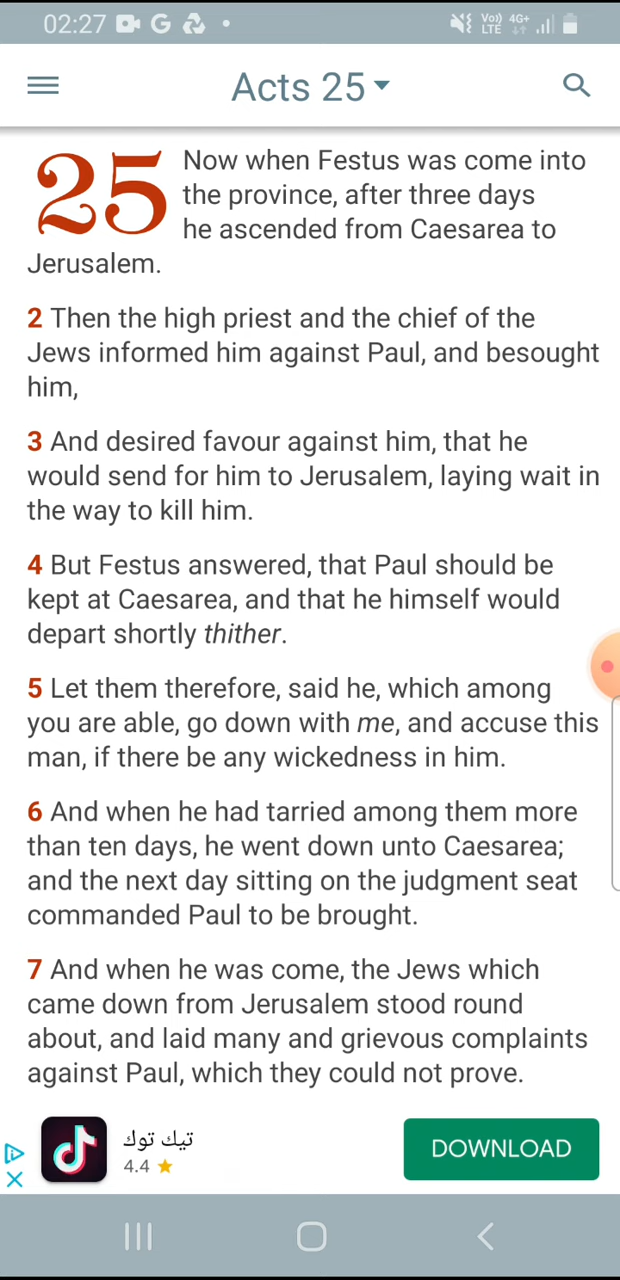 02:27
Vo)) 4G+
LTE
Acts 25
25 Now when Festus was come into
the province, after three days
he ascended from Caesarea to
Jerusalem.
2 Then the high priest and the chief of the
Jews informed him against Paul, and besought
him,
3 And desired favour against him, that he
would send for him to Jerusalem, laying wait in
the way to kill him.
4 But Festus answered, that Paul should be
kept at Caesarea, and that he himself would
depart shortly thither.
5 Let them therefore, said he, which among
you are able, go down with me, and accuse this
man, if there be any wickedness in him.
6 And when he had tarried among them more
than ten days, he went down unto Caesarea;
and the next day sitting on the judgment seat
commanded Paul to be brought.
7 And when he was come, the Jews which
came down from Jerusalem stood round
about, and laid many and grievous complaints
against Paul, which they could not prove.
تيك توك
4.4
DOWNLOAD